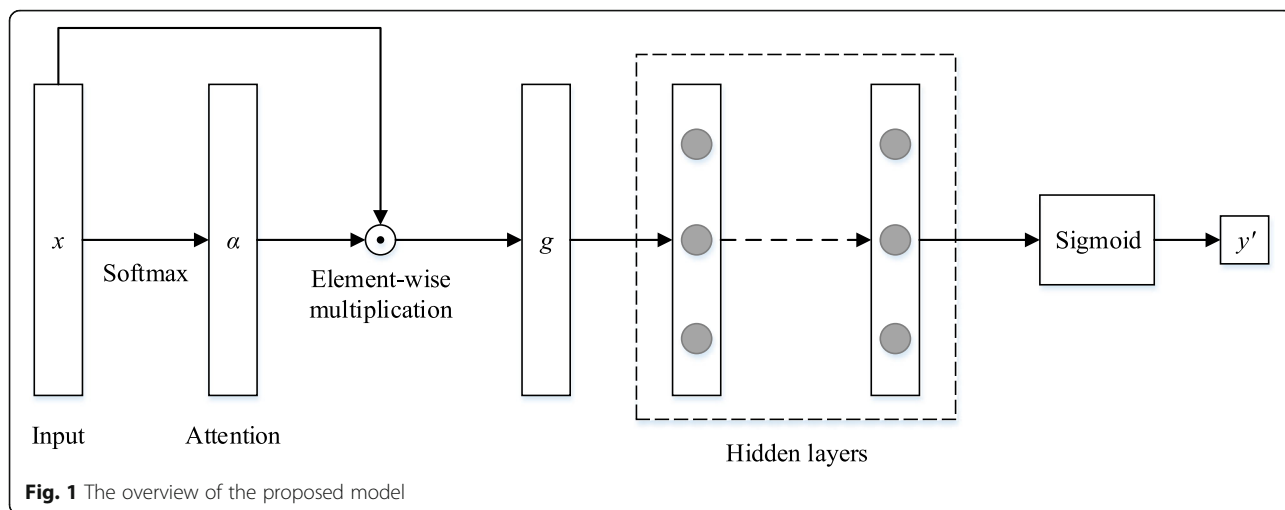 x
Softmax
α
Element-wise
multiplication
g
Sigmoid
y'
Input
Attention
Hidden layers
Fig. 1 The overview of the proposed model